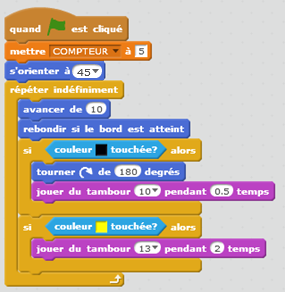 quand est cliqué
mettre COMPTEUR à 5
s'orienter à 45
répéter indéfiniment
avancer de 10
rebondir si le bord est atteint
si couleur touchée? alors
tourner de 180 degrés
jouer du tambour 10 pendant 0.5 temps
si couleur touchée? alors
jouer du tambour 13 pendant 2 temps